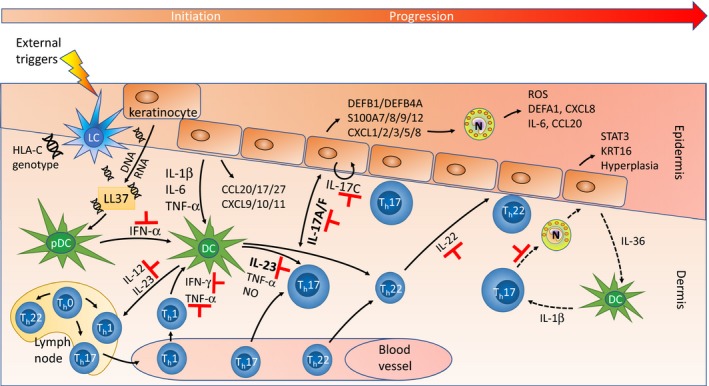 Initiation
Progression
External
triggers
keratinocyte
LC
HLA-C
genotype
DNA
RNA
LL37
pDC
IFN-α
IL-1β
IL-6
TNF-α
CCL20/17/27
CXCL9/10/11
DC
DEFB1/DEFB4A
S100A7/8/9/12
CXCL1/2/3/5/8
N
ROS
DEFA1, CXCL8
IL-6, CCL20
STAT3
KRT16
Hyperplasia
Epidermis
Dermis
IL-17C
IL-17A/F
Th17
Th22
IL-22
N
IL-36
DC
IL-1β
Th17
IL-12
IL-23
IFN-γ
TNF-α
IL-23
TNF-α
NO
Th17
Th22
Th0
Th22
Th1
Th1
Lymph
node
Th17
Th1
Th17
Th22
Blood
vessel